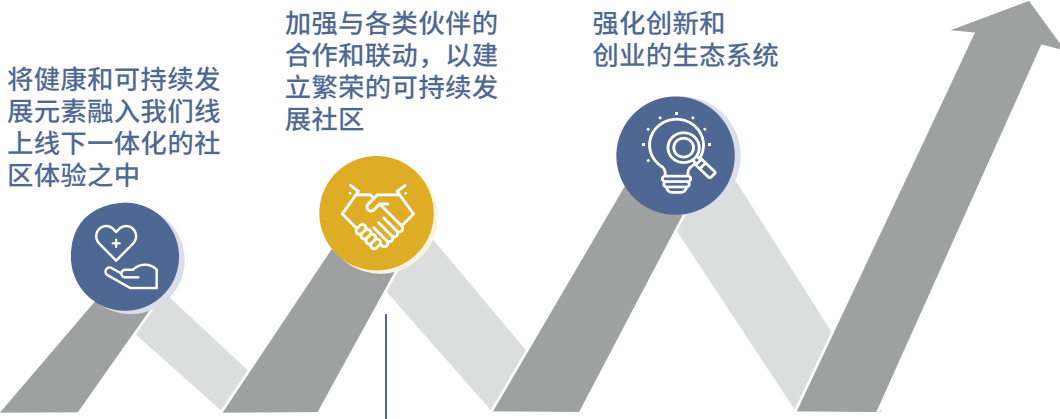 将健康和可持续发
展元素融入我们线
上线下一体化的社
区体验之中
加强与各类伙伴的
合作和联动，以建
立繁荣的可持续发
展社区
强化创新和
创业的生态系统